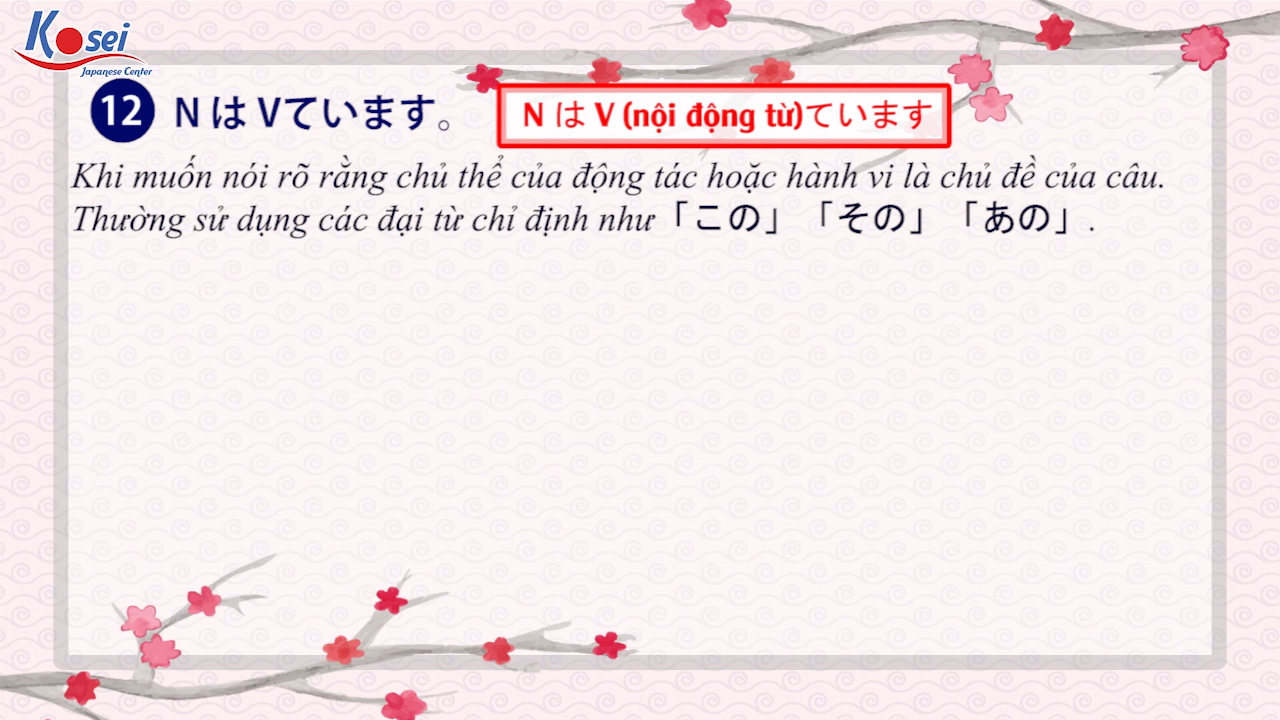 Kosei
Japanese Center
12 N は Vています。
N は V (nội động từ)ています
Khi muốn nói rõ rằng chủ thể của động tác hoặc hành vi là chủ đề của câu.
Thường sử dụng các đại từ chỉ định như「この」「その」「あの」.